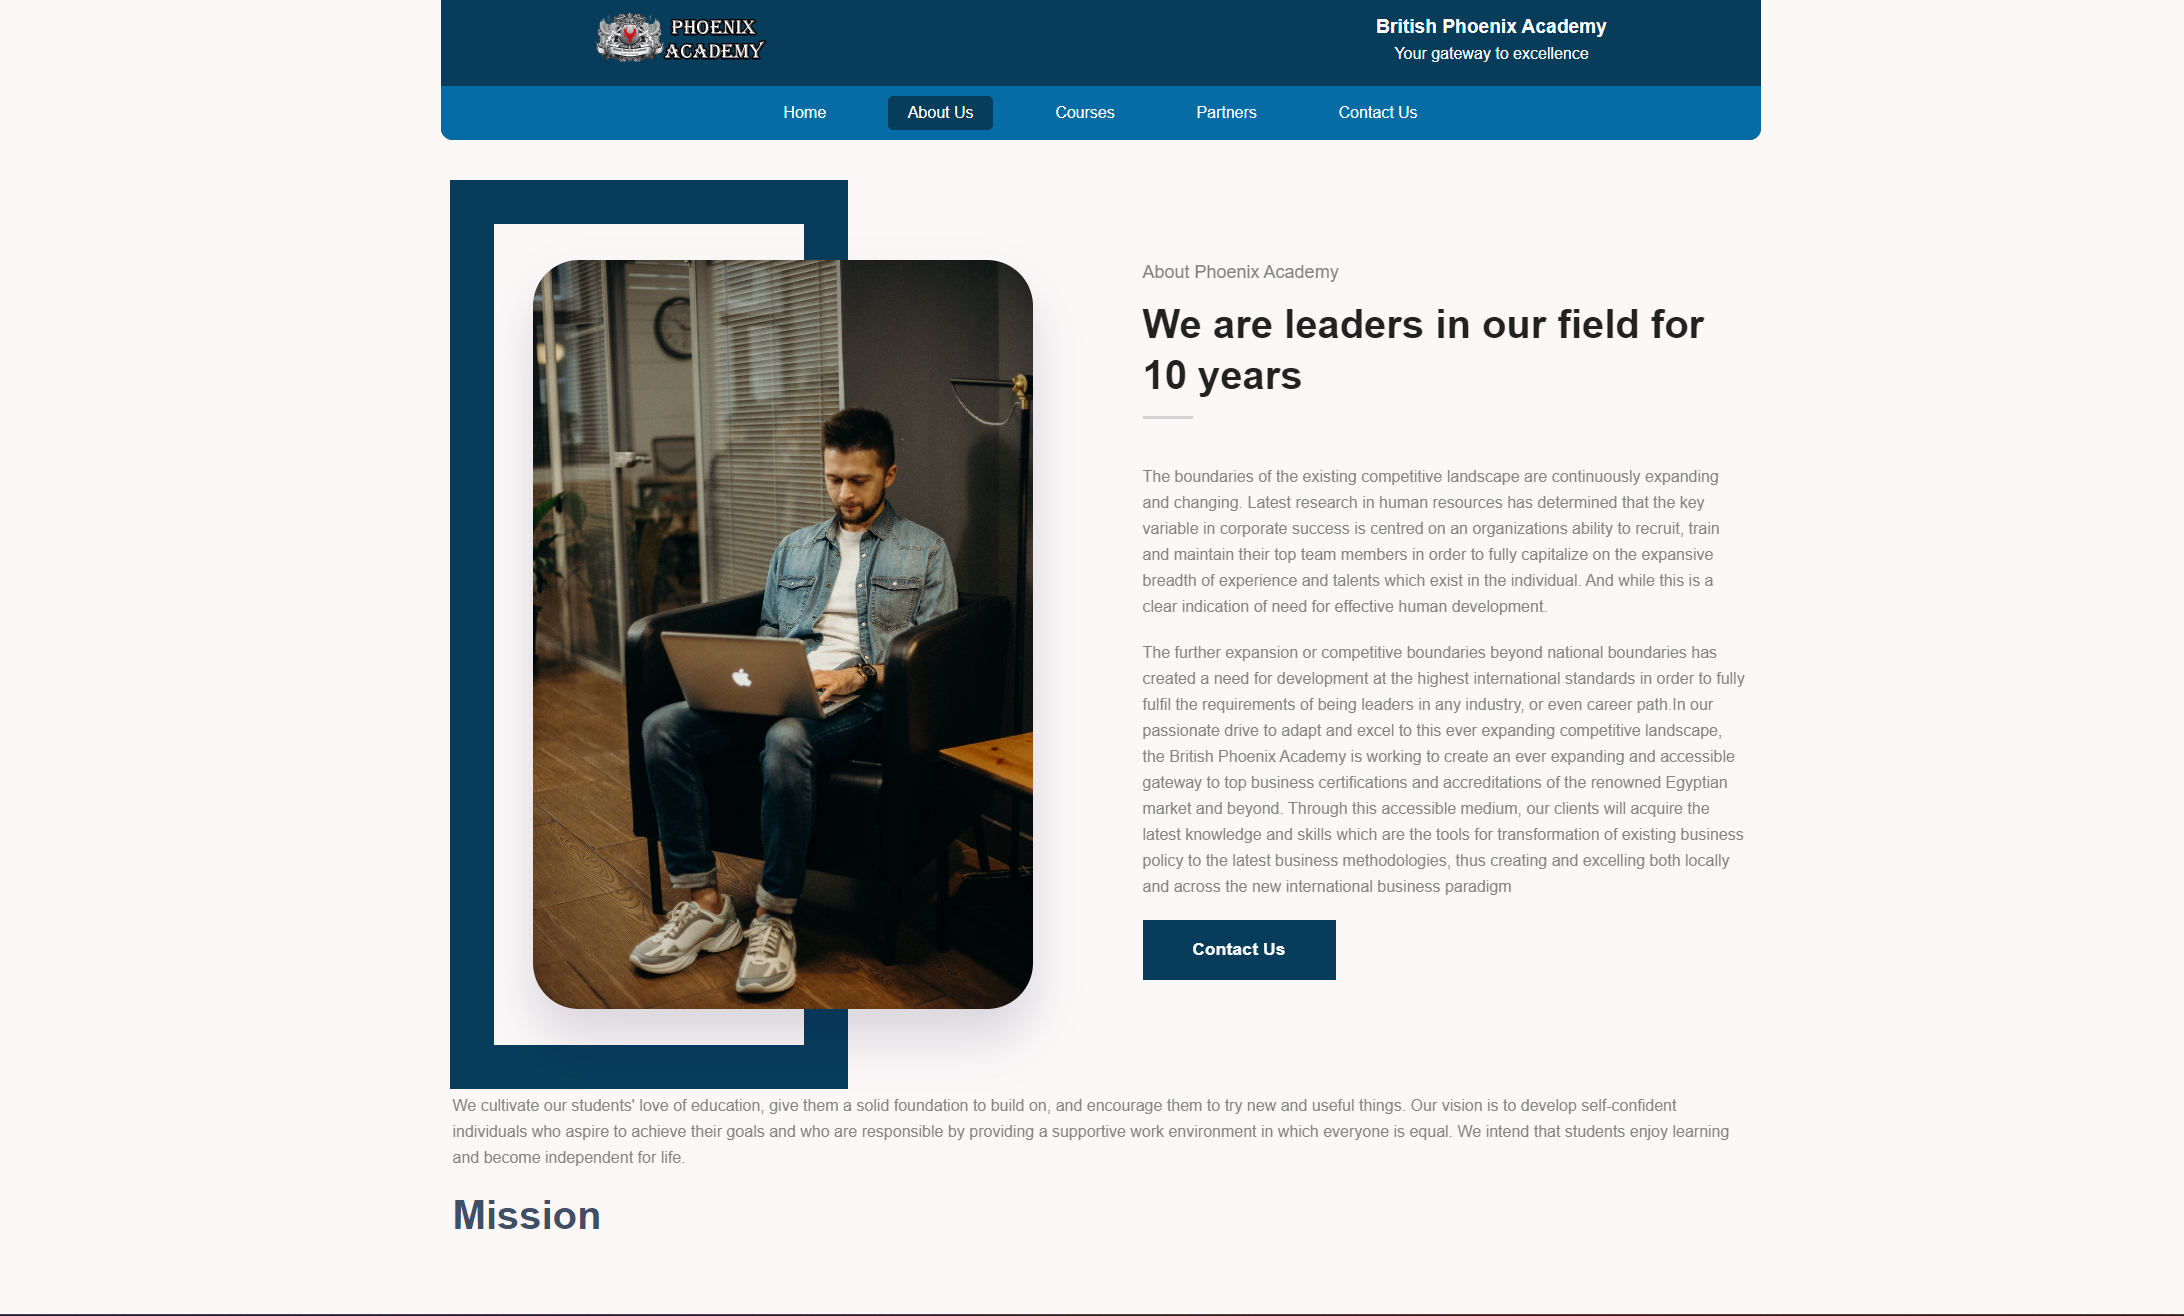 PHOENIX
ACADEMY
British Phoenix Academy
Your gateway to excellence
Home
About Us
Courses
Partners
Contact Us
About Phoenix Academy
We are leaders in our field for
10 years
The boundaries of the existing competitive landscape are continuously expanding
and changing. Latest research in human resources has determined that the key
variable in corporate success is centred on an organizations ability to recruit, train
and maintain their top team members in order to fully capitalize on the expansive
breadth of experience and talents which exist in the individual. And while this is a
clear indication of need for effective human development.
The further expansion or competitive boundaries beyond national boundaries has
created a need for development at the highest international standards in order to fully
fulfil the requirements of being leaders in any industry, or even career path.In our
passionate drive to adapt and excel to this ever expanding competitive landscape,
the British Phoenix Academy is working to create an ever expanding and accessible
gateway to top business certifications and accreditations of the renowned Egyptian
market and beyond. Through this accessible medium, our clients will acquire the
latest knowledge and skills which are the tools for transformation of existing business
policy to the latest business methodologies, thus creating and excelling both locally
and across the new international business paradigm
Contact Us
We cultivate our students' love of education, give them a solid foundation to build on, and encourage them to try new and useful things. Our vision is to develop self-confident
individuals who aspire to achieve their goals and who are responsible by providing a supportive work environment in which everyone is equal. We intend that students enjoy learning
and become independent for life.
Mission